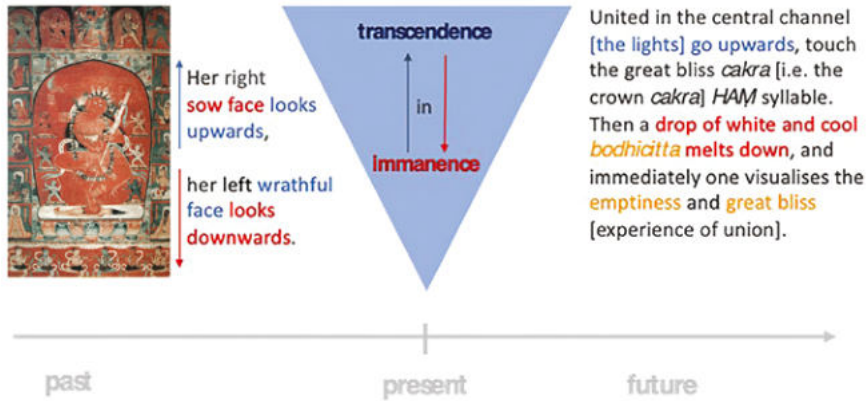 Her right
sow face looks
upwards,
her left wrathful
face looks
downwards.
transcendence
in
immanence
United in the central channel
[the lights] go upwards, touch
the great bliss cakra [i.e. the
crown cakra] HAM syllable.
Then a drop of white and cool
bodhicitta melts down, and
immediately one visualises the
emptiness and great bliss
[experience of union].
past
present
future